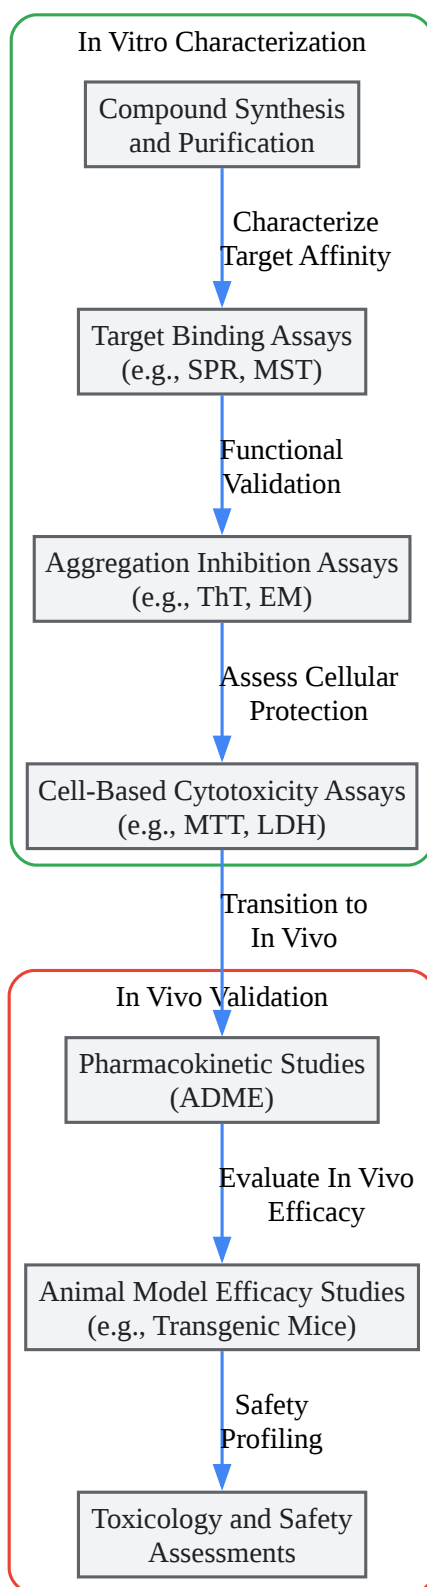 In Vitro Characterization
Compound Synthesis
and Purification
Characterize
Target Affinity
Target Binding Assays
(e.g., SPR, MST)
Functional
Validation
Aggregation Inhibition Assays
(e.g., ThT, EM)
Assess Cellular
Protection
Cell-Based Cytotoxicity Assays
(e.g., MTT, LDH)
Transition to
In Vivo
In Vivo Validation
Pharmacokinetic Studies
(ADME)
Evaluate In Vivo
Efficacy
Animal Model Efficacy Studies
(e.g., Transgenic Mice)
Safety
Profiling
Toxicology and Safety
Assessments